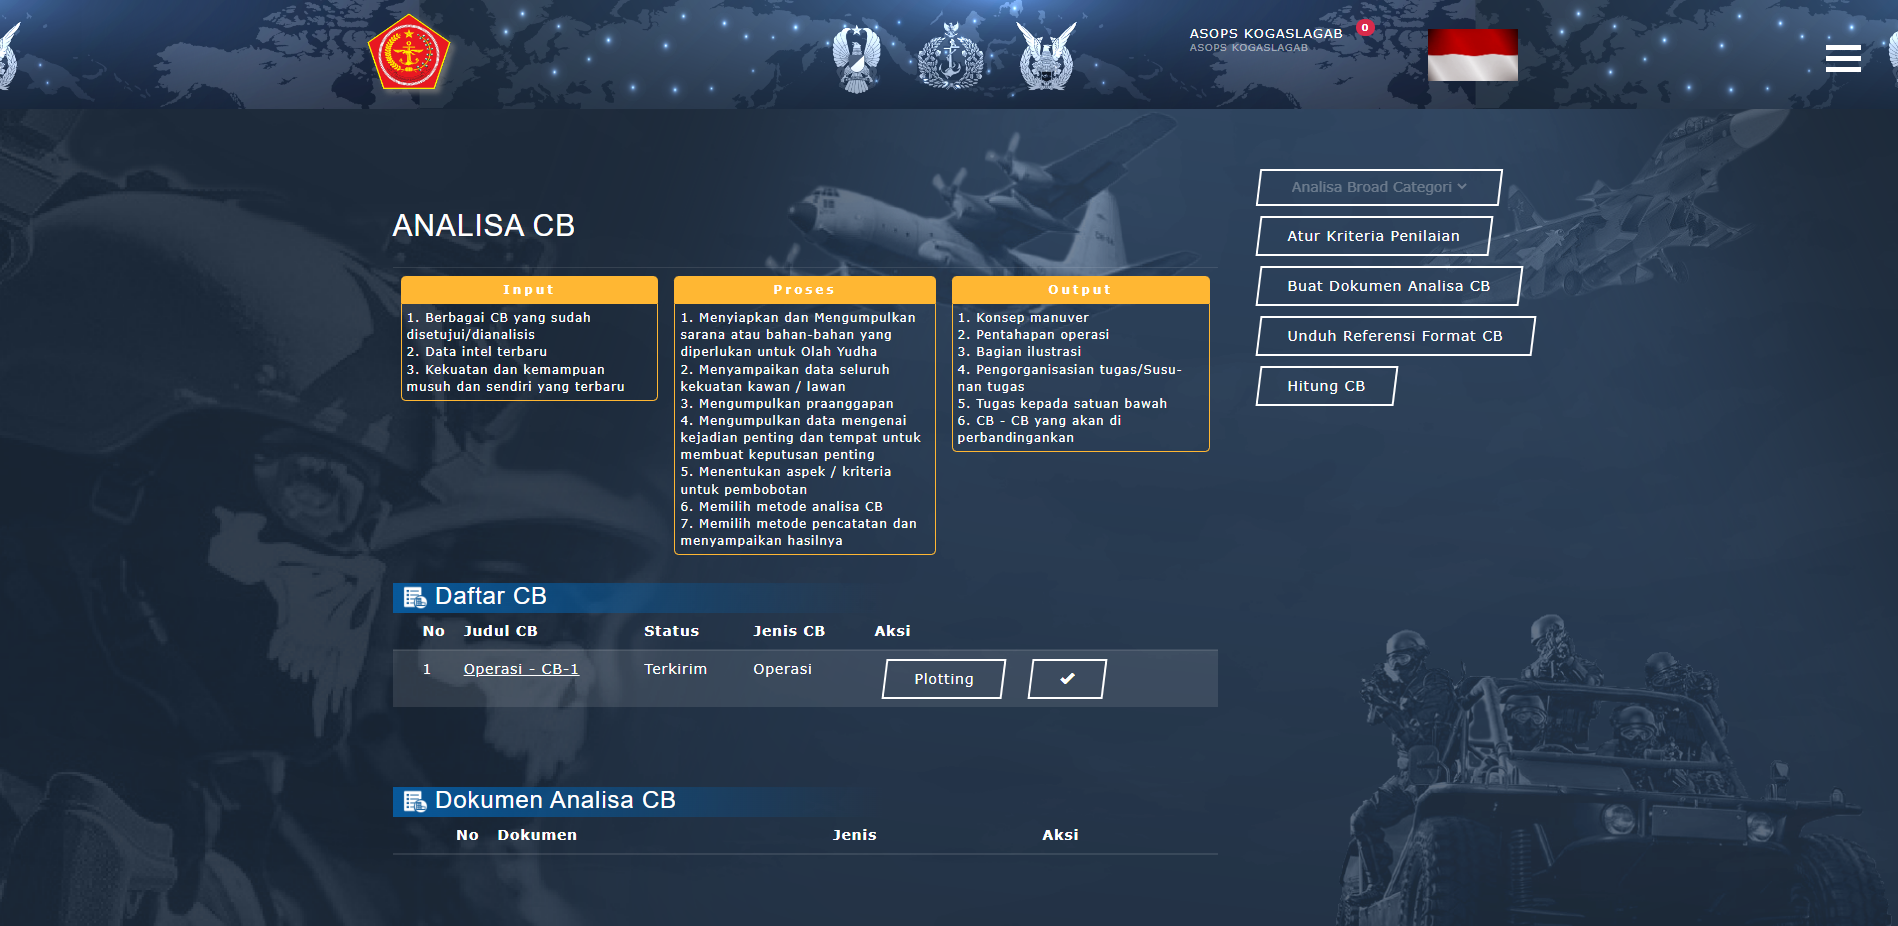 ASOPS KOGASLAGAB 0
ASOPS KOGASLAGAB
ANALISA CB
Input
1. Berbagai CB yang sudah
disetujui/dianalisis
2. Data intel terbaru
3. Kekuatan dan kemampuan
musuh dan sendiri yang terbaru
Proses
1. Menyiapkan dan Mengumpulkan
sarana atau bahan-bahan yang
diperlukan untuk Olah Yudha
2. Menyampaikan data seluruh
kekuatan kawan / lawan
3. Mengumpulkan praanggapan
4. Mengumpulkan data mengenai
kejadian penting dan tempat untuk
membuat keputusan penting
5. Menentukan aspek / kriteria
untuk pembobotan
6. Memilih metode analisa CB
7. Memilih metode pencatatan dan
menyampaikan hasilnya
Output
1. Konsep manuver
2. Pentahapan operasi
3. Bagian ilustrasi
4. Pengorganisasian tugas/Susu-
nan tugas
5. Tugas kepada satuan bawah
6. CB - CB yang akan di
perbandingankan
Analisa Broad Categori
Atur Kriteria Penilaian
Buat Dokumen Analisa CB
Unduh Referensi Format CB
Hitung CB
Daftar CB
No Judul CB Status Jenis CB Aksi
1 Operasi - CB-1 Terkirim Operasi Plotting
Dokumen Analisa CB
No Dokumen Jenis Aksi